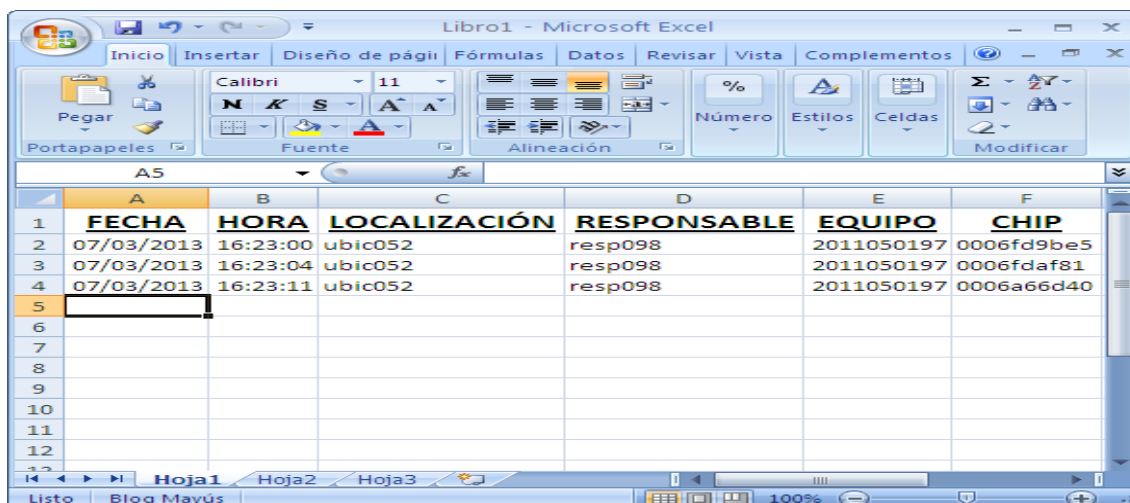 Libro1 - Microsoft Excel
Inicio Insertar Diseño de págii Fórmulas Datos Revisar Vista Complementos
Calibri 11
Pegar
N K S A A A
% Número Estilos Celdas Σ
Portapapeles Fuente Alineación Modificar
A5 fx
A B C D E F
1 FECHA HORA LOCALIZACIÓN RESPONSABLE EQUIPO CHIP
2 07/03/2013 16:23:00 ubic052 resp098 2011050197 0006fd9be5
3 07/03/2013 16:23:04 ubic052 resp098 2011050197 0006fdaf81
4 07/03/2013 16:23:11 ubic052 resp098 2011050197 0006a66d40
5
6
7
8
9
10
11
12
13
Hoja1 Hoja2 Hoja3
Listo Bloq Mayús 100%